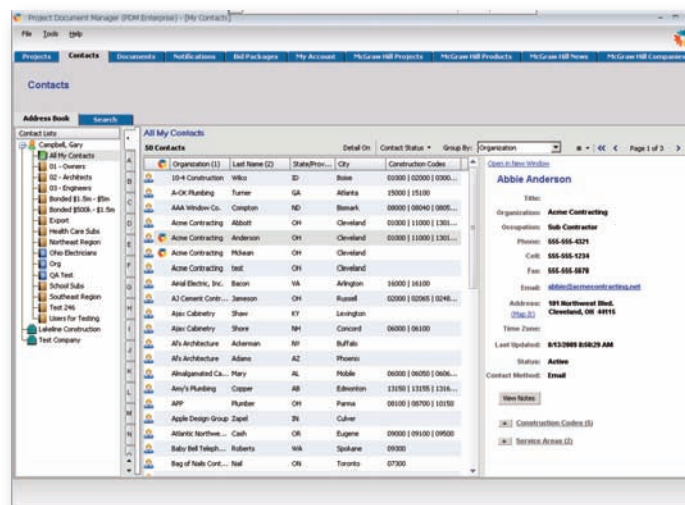 Project Document Manager (PDM Enterprise) - [My Contacts]
File Tools Help
Projects Contacts Documents Notifications Bid Packages My Account McGraw Hill Projects McGraw Hill Products McGraw Hill News McGraw Hill Companies
Contacts
Address Book Search
Contact Lists
Campbell, Gary
All My Contacts
01 - Owners
02 - Architects
03 - Engineers
Bonded $1.5m - $5m
Bonded $500k - $1.5m
Export
Health Care Subs
Northeast Region
Ohio Electricians
Org
QA Test
School Subs
Southeast Region
Test 246
Users for Testing
Lakeline Construction
Test Company
A
B
C
D
E
F
G
H
I
J
K
L
M
N
All My Contacts
50 Contacts Detail On Contact Status Group By: Organization Page 1 of 3
Organization (1) Last Name (2) State/Prov... City Construction Codes
10-4 Construction Wilco ID Boise 01000 | 02000 | 0300...
A-OK Plumbing Turner GA Atlanta 15000 | 15100
AAA Window Co. Compton ND Bismark 08000 | 08040 | 0805...
Acme Contracting Abbott OH Cleveland 01000 | 11000 | 1301...
Acme Contracting Anderson OH Cleveland 01000 | 11000 | 1301...
Acme Contracting Mckean OH Cleveland
Acme Contracting test OH Cleveland
Airial Electric, Inc. Bacon VA Arlington 16000 | 16100
AJ Cement Contr... Jameson OH Russell 02000 | 02065 | 0248...
Ajax Cabinetry Shaw KY Lexington
Ajax Cabinetry Shore NH Concord 06000 | 06100
Al's Architecture Ackerman NY Buffalo
Al's Architecture Adams AZ Phoenix
Almalgamated Ca... Mary AL Mobile 06000 | 06050 | 0606...
Amy's Plumbing Copper AB Edmonton 13150 | 13155 | 1316...
APP Plumber OH Parma 08100 | 08700 | 10150
Apple Design Group Zapel IN Culver
Atlantic Northwe... Cash OR Eugene 09000 | 09100 | 09500
Baby Bell Teleph... Roberts WA Spokane 09300
Bag of Nails Cont... Nail ON Toronto 07300
Open in New Window
Abbie Anderson
Title:
Organization: Acme Contracting
Occupation: Sub Contractor
Phone: 555-555-4321
Cell: 555-555-1234
Fax: 555-555-5678
Email: abbie@acmecontracting.net
Address: 101 Northwest Blvd.
(Map It) Cleveland, OH 44115
Time Zone:
Last Updated: 8/13/2009 8:50:29 AM
Status: Active
Contact Method: Email
View Notes
Construction Codes (5)
Service Areas (2)